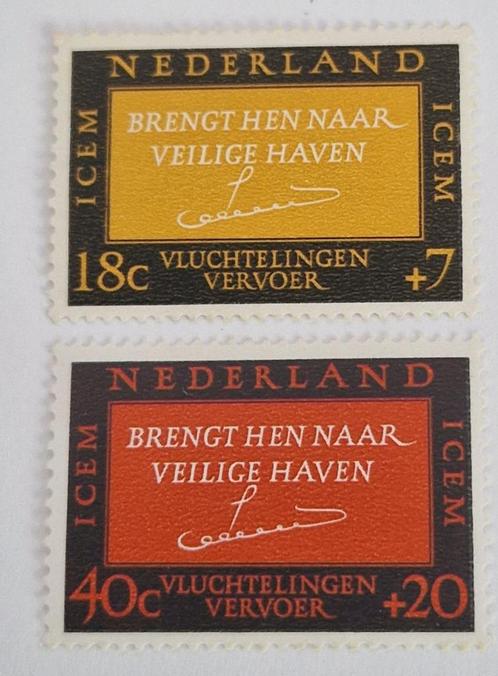 NEDERLAND
ICEM
BRENGT HEN NAAR
VEILIGE HAVEN
ICEM
18c VLUCHTELINGEN +7
VERVOER
NEDERLAND
ICEM
BRENGT HEN NAAR
VEILIGE HAVEN
ICEM
40c VLUCHTELINGEN +20
VERVOER